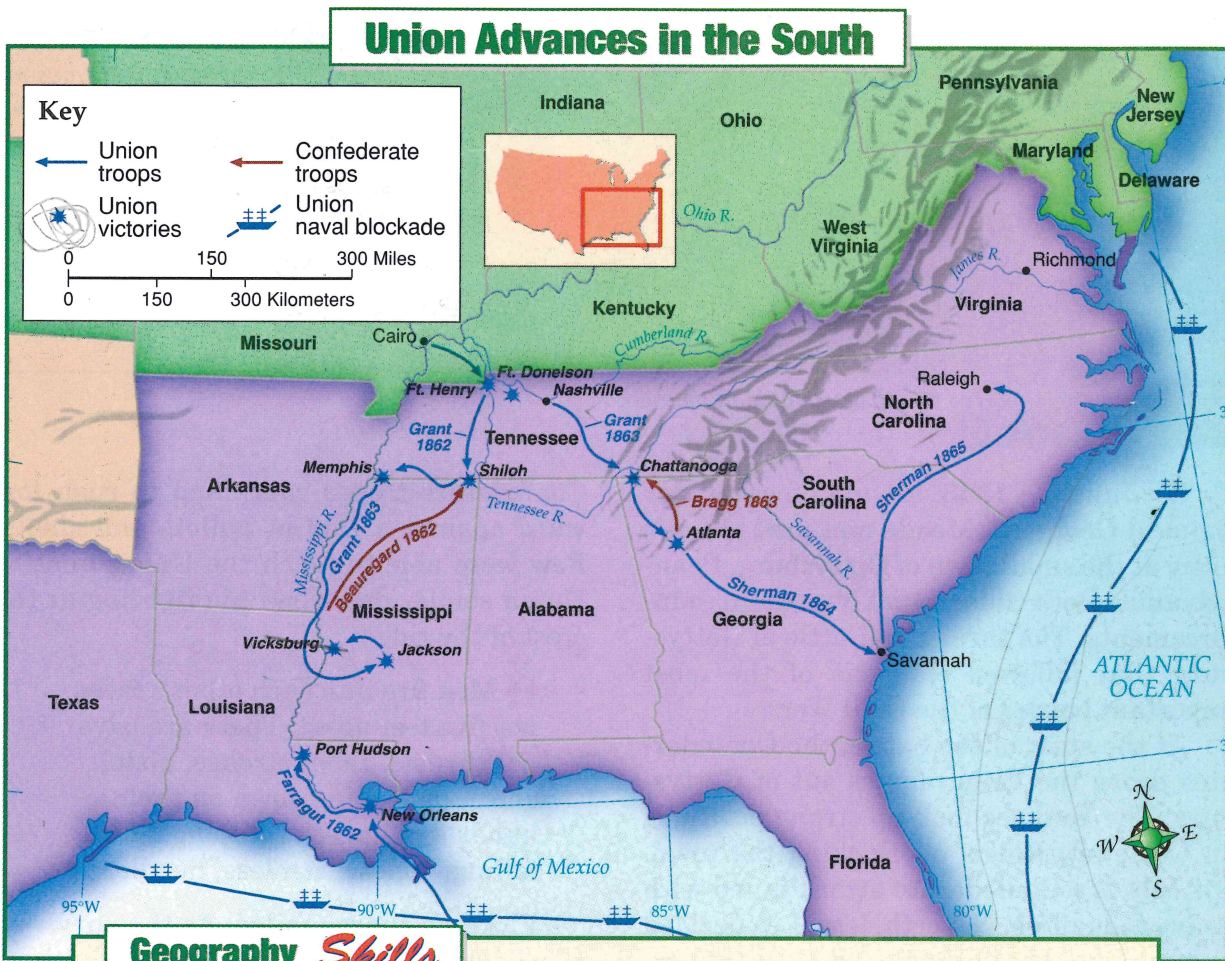 Union Advances in the South
Key
Union
troops
Confederate
troops
Union
victories
Union
naval blockade
0 150 300 Miles
0 150 300 Kilometers
Indiana
Ohio
Pennsylvania
New
Jersey
Maryland
Delaware
Ohio R.
West
Virginia
James R.
Richmond
Virginia
Kentucky
Cumberland R.
Missouri
Cairo
Ft. Henry
Ft. Donelson
Nashville
Raleigh
North
Carolina
Grant
1862
Tennessee
Grant
1863
Memphis
Shiloh
Chattanooga
Arkansas
South
Carolina
Sherman 1865
Tennessee R.
Bragg 1863
Mississippi R.
Grant 1863
Beauregard 1862
Atlanta
Savannah R.
Sherman 1864
Mississippi
Alabama
Georgia
Vicksburg
Jackson
Savannah
ATLANTIC
OCEAN
Texas
Louisiana
Port Hudson
Farragut 1862
New Orleans
Gulf of Mexico
Florida
N
W E
S
95°W
90°W
85°W
80°W
Geography Skills